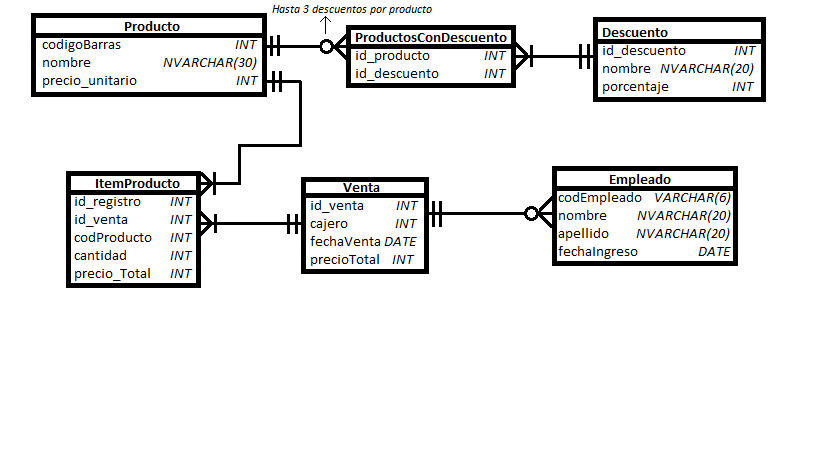 Hasta 3 descuentos por producto
Producto
codigoBarras INT
nombre NVARCHAR(30)
precio_unitario INT
ProductosConDescuento
id_producto INT
id_descuento INT
Descuento
id_descuento INT
nombre NVARCHAR(20)
porcentaje INT
ItemProducto
id_registro INT
id_venta INT
codProducto INT
cantidad INT
precio_Total INT
Venta
id_venta INT
cajero INT
fechaVenta DATE
precioTotal INT
Empleado
codEmpleado VARCHAR(6)
nombre NVARCHAR(20)
apellido NVARCHAR(20)
fechaIngreso DATE